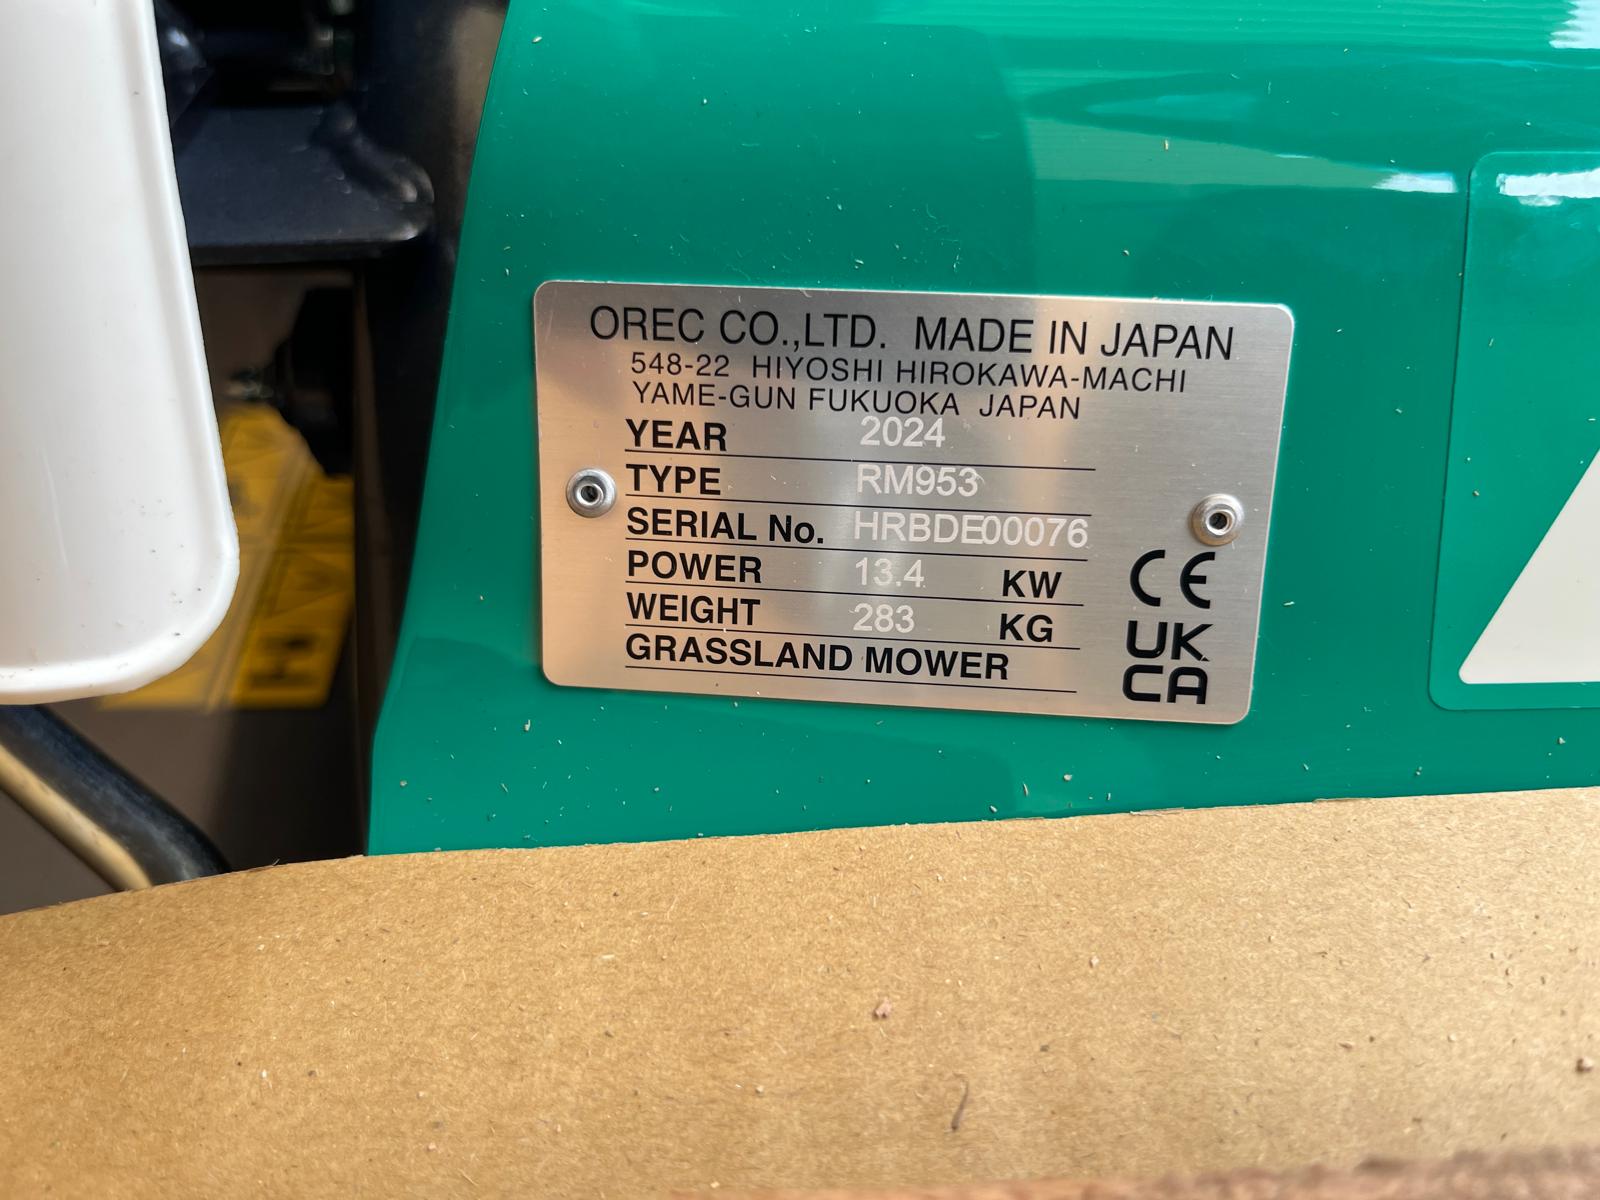 OREC CO.,LTD. MADE IN JAPAN
548-22 HIYOSHI HIROKAWA-MACHI
YAME-GUN FUKUOKA JAPAN
YEAR 2024
TYPE RM953
SERIAL No. HRBDE00076
POWER 13.4 KW
WEIGHT 283 KG
GRASSLAND MOWER
CE
UK
CA